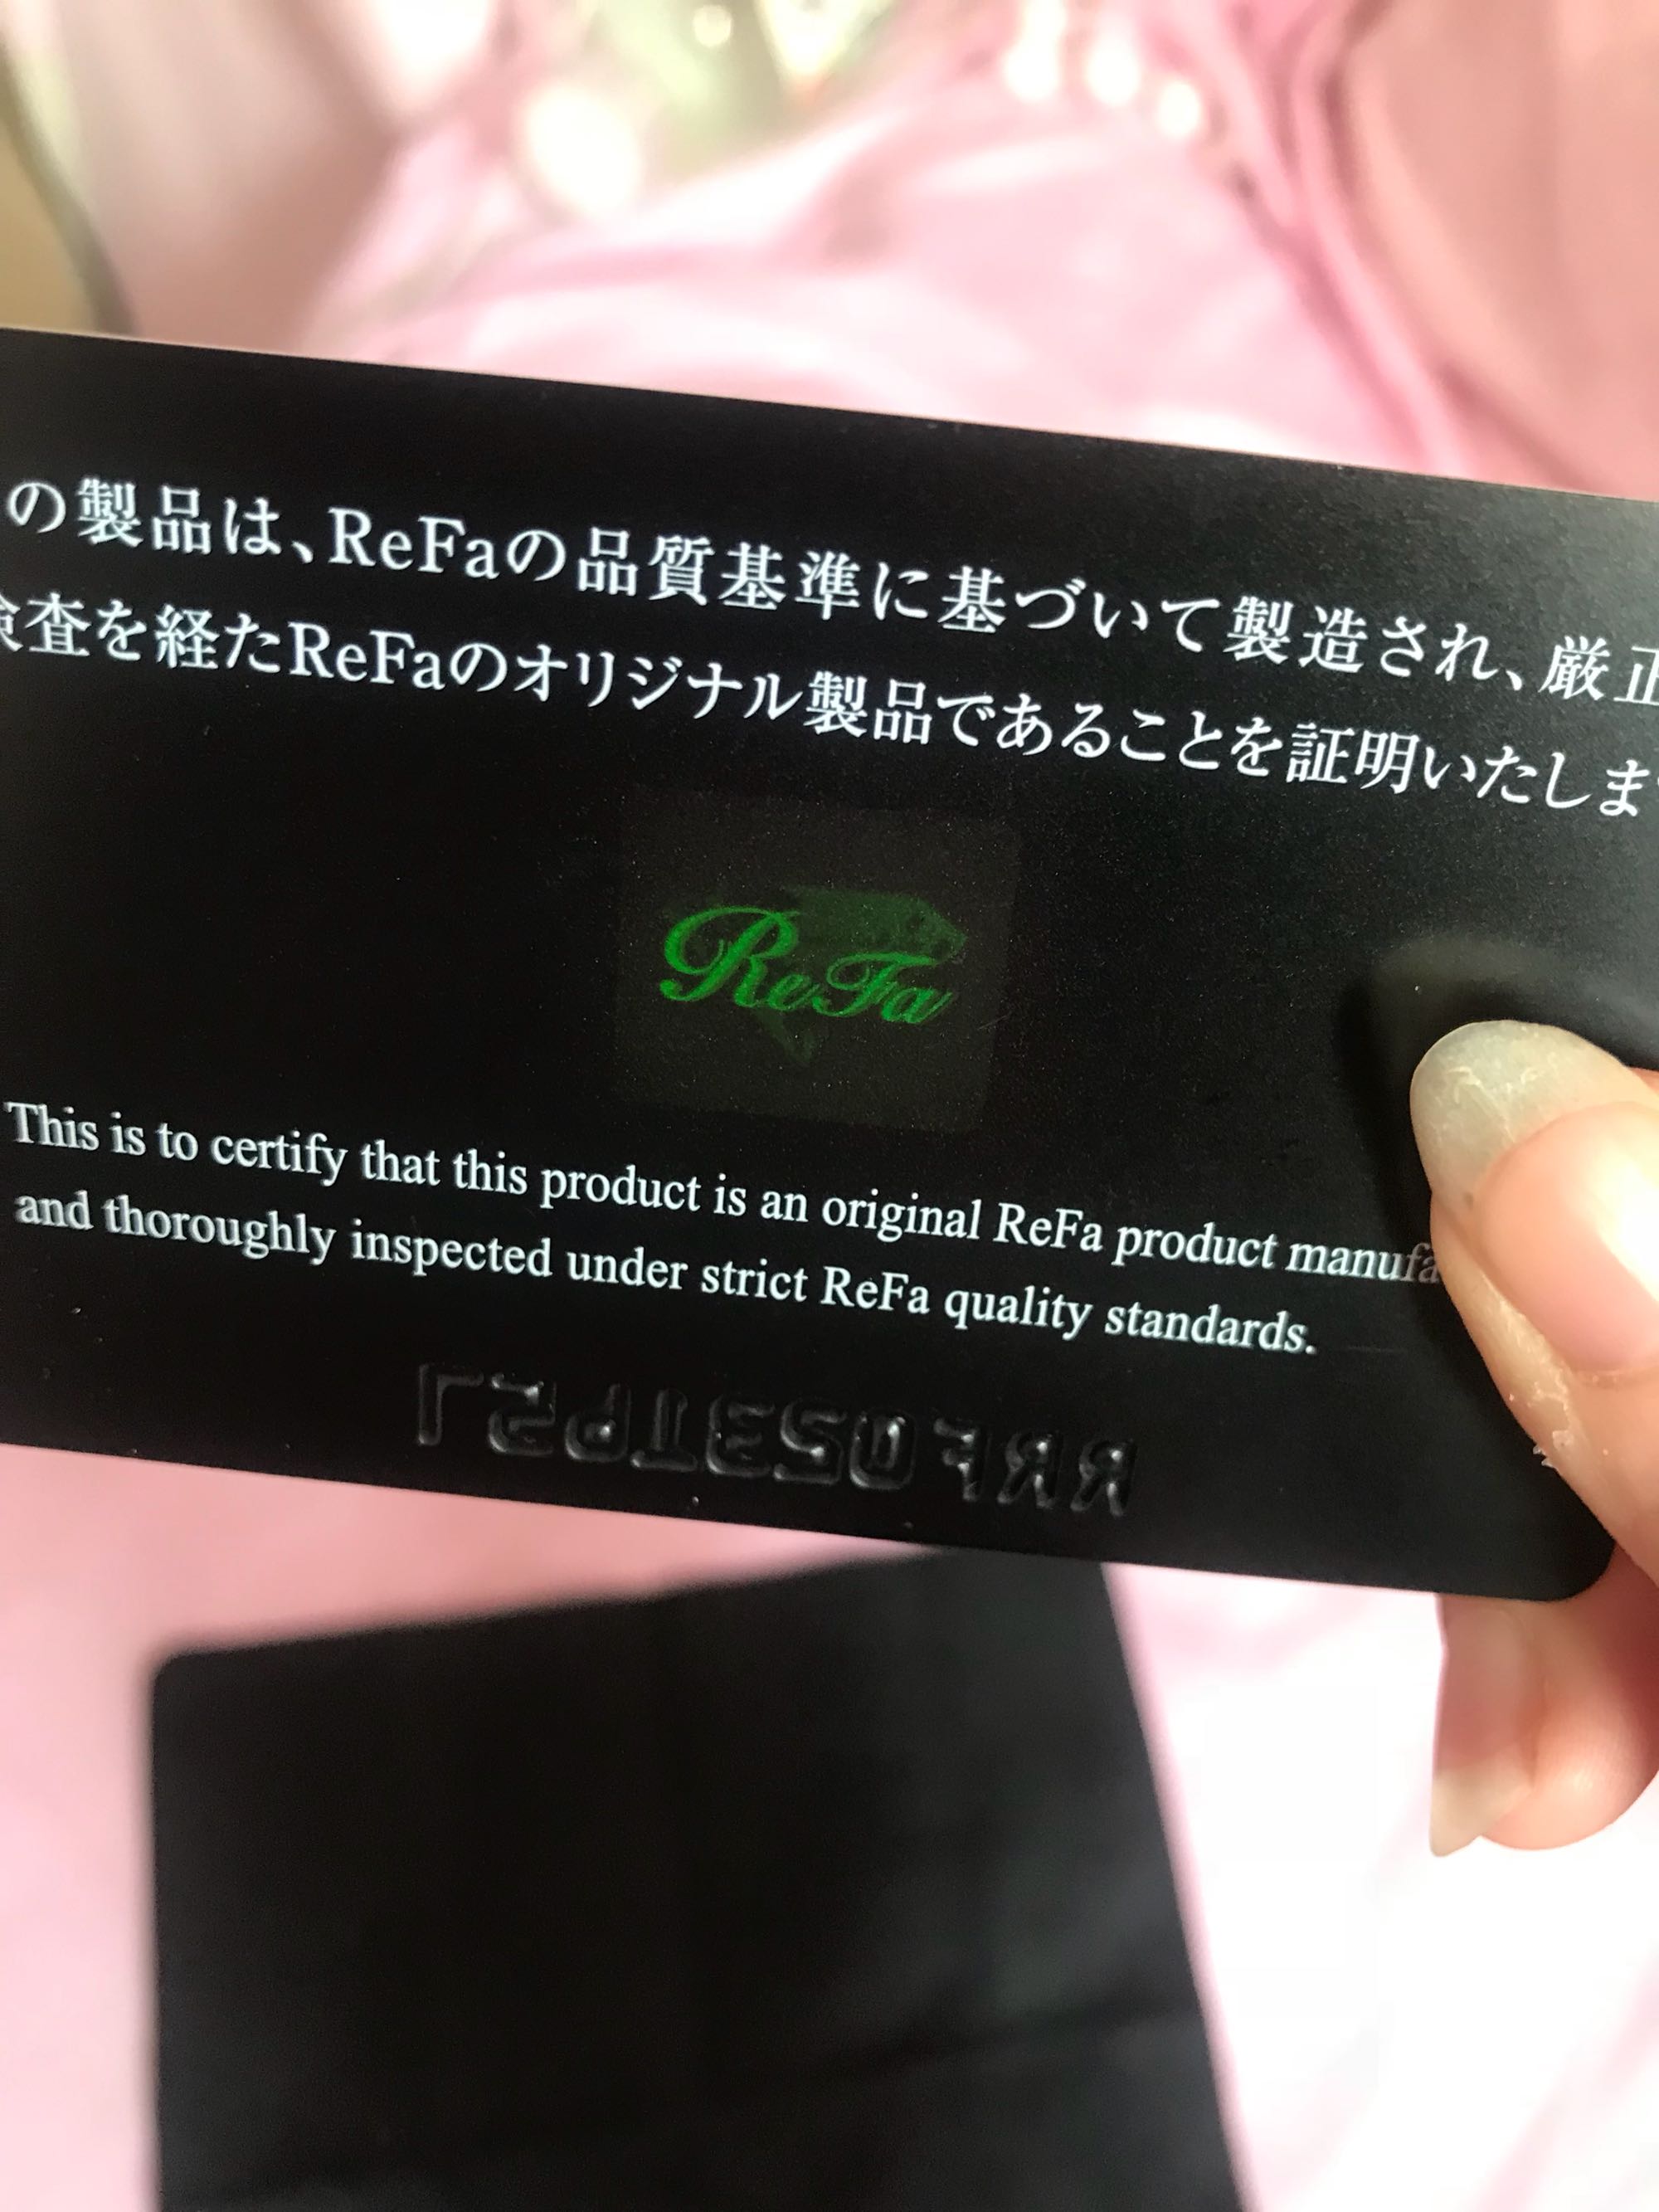 の製品は、ReFaの品質基準に基づいて製造され、厳正
検査を経たReFaのオリジナル製品であることを証明いたしま
ReFa
This is to certify that this product is an original ReFa product manufa
and thoroughly inspected under strict ReFa quality standards.